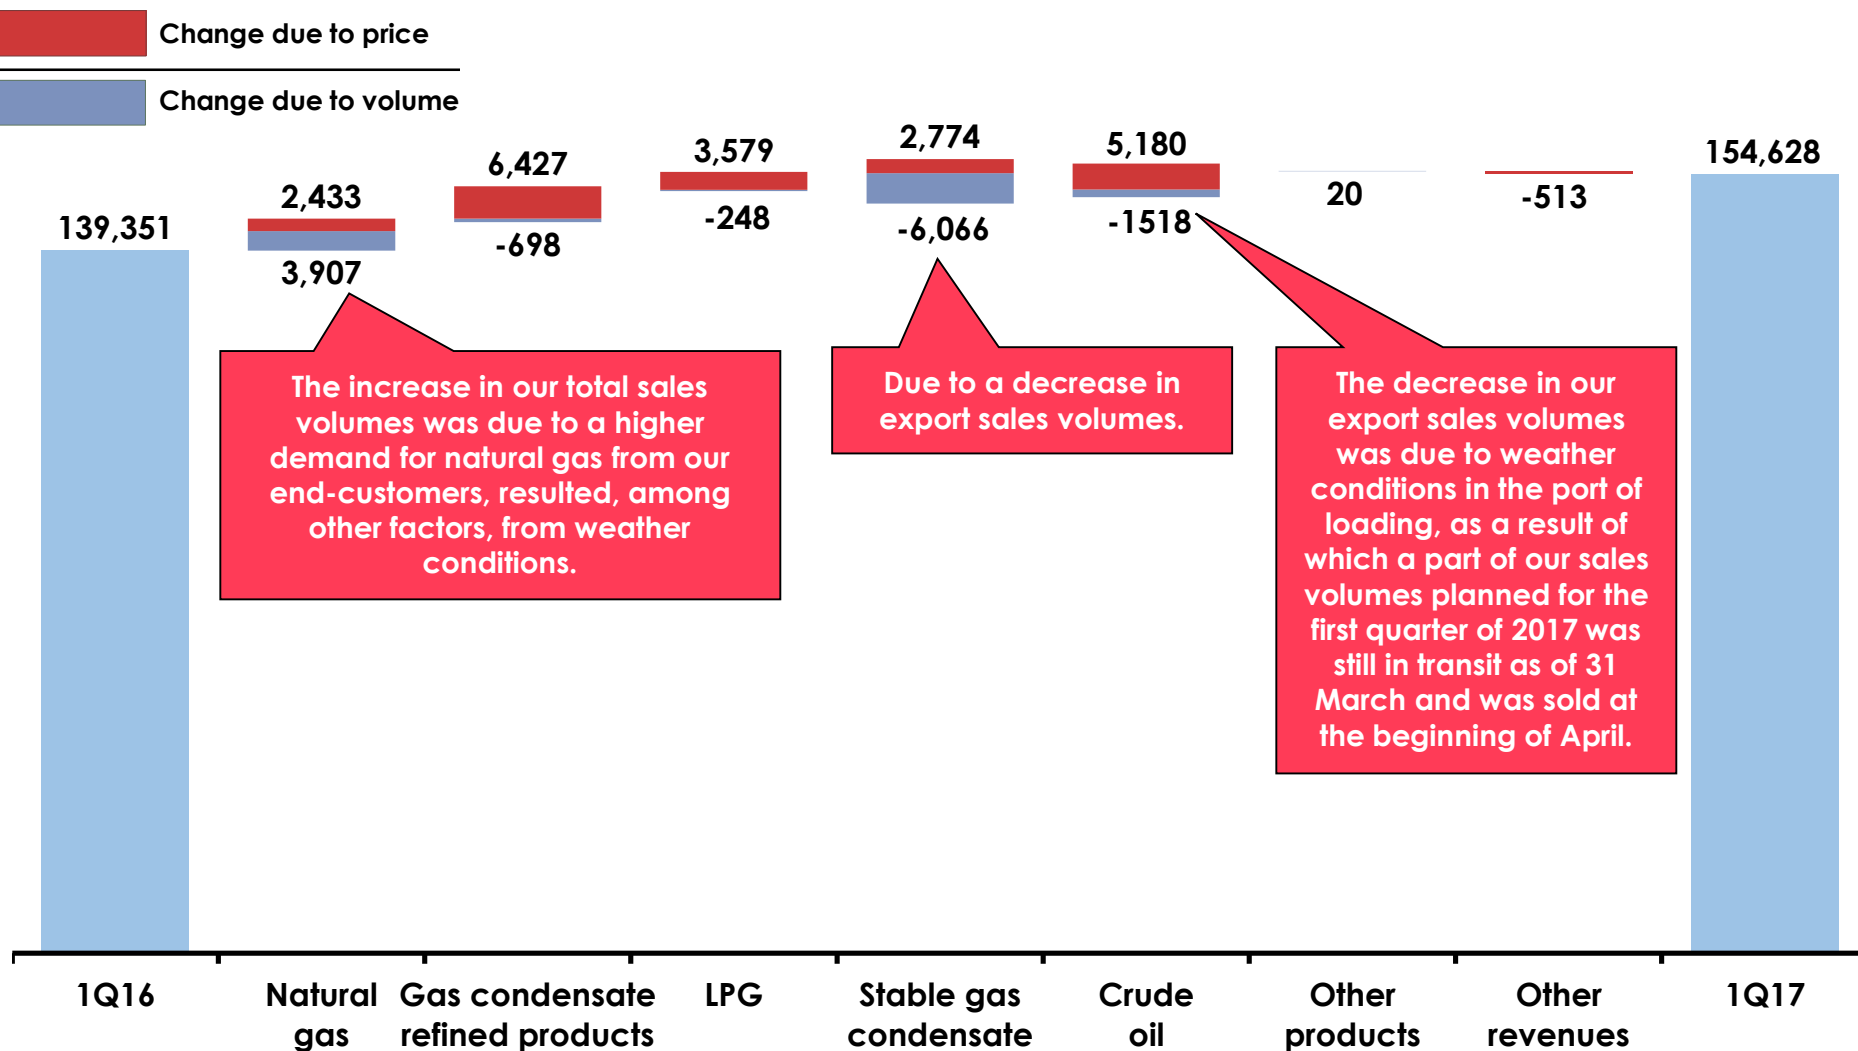 Change due to price
Change due to volume
139,351
2,433
3,907
6,427
-698
3,579
-248
2,774
-6,066
5,180
-1518
20
-513
154,628
The increase in our total sales
volumes was due to a higher
demand for natural gas from our
end-customers, resulted, among
other factors, from weather
conditions.
Due to a decrease in
export sales volumes.
The decrease in our
export sales volumes
was due to weather
conditions in the port of
loading, as a result of
which a part of our sales
volumes planned for the
first quarter of 2017 was
still in transit as of 31
March and was sold at
the beginning of April.
1Q16
Natural
gas
Gas condensate
refined products
LPG
Stable gas
condensate
Crude
oil
Other
products
Other
revenues
1Q17